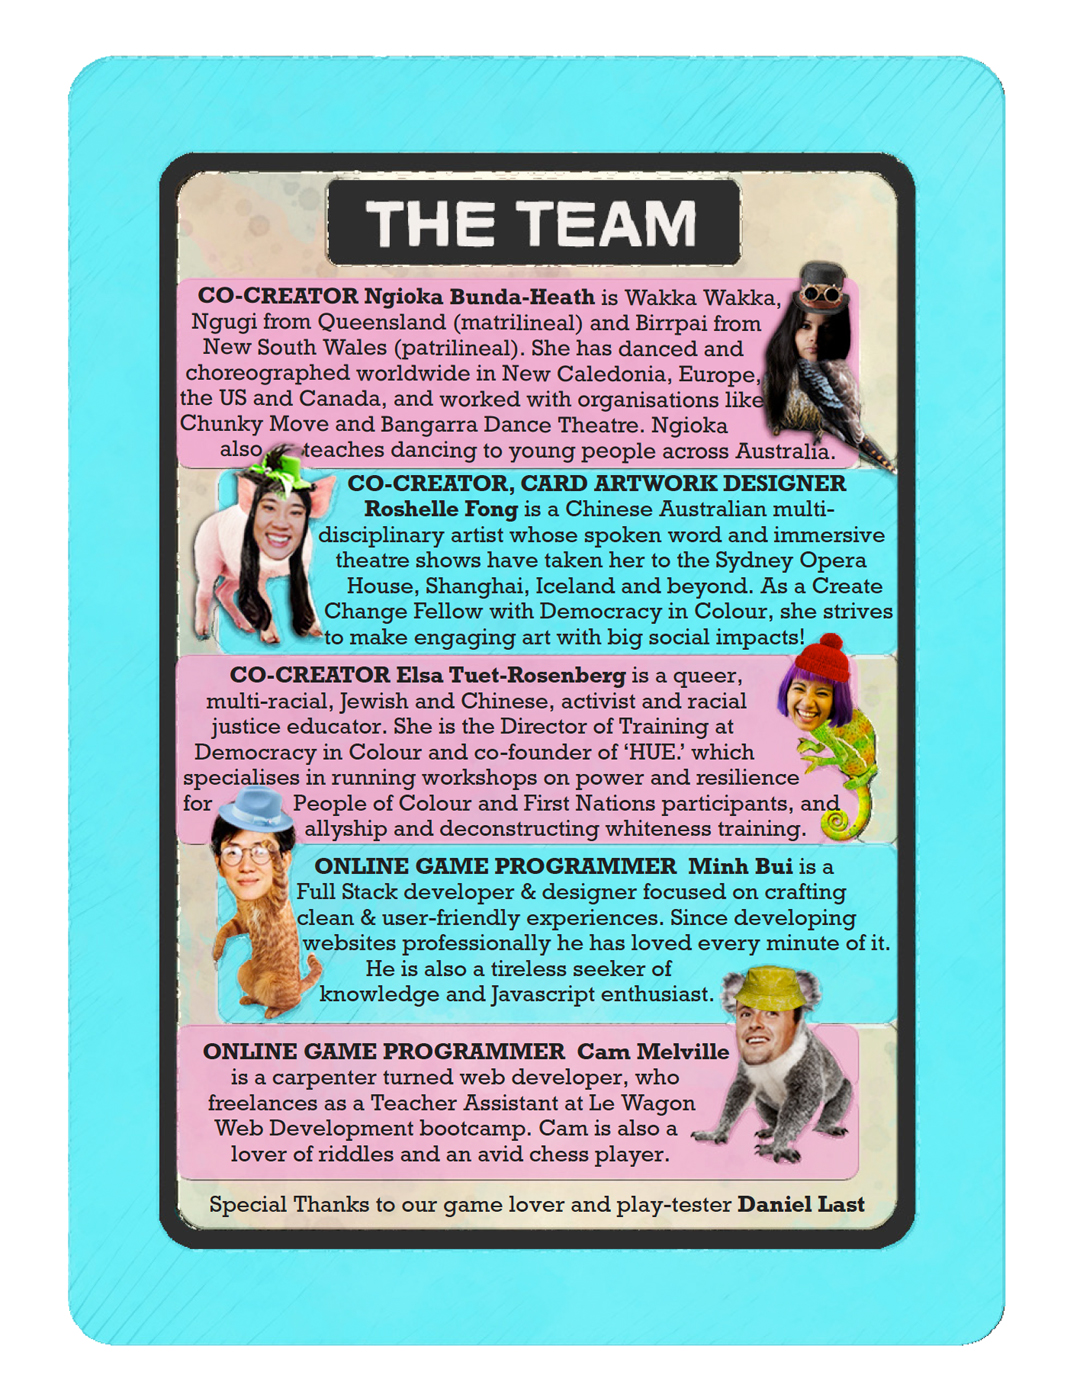 THE TEAM
CO-CREATOR Ngioka Bunda-Heath is Wakka Wakka,
Ngugi from Queensland (matrilineal) and Birrpai from
New South Wales (patrilineal). She has danced and
choreographed worldwide in New Caledonia, Europe,
the US and Canada, and worked with organisations like
Chunky Move and Bangarra Dance Theatre. Ngioka
also teaches dancing to young people across Australia.
CO-CREATOR, CARD ARTWORK DESIGNER
Roshelle Fong is a Chinese Australian multi-
disciplinary artist whose spoken word and immersive
theatre shows have taken her to the Sydney Opera
House, Shanghai, Iceland and beyond. As a Create
Change Fellow with Democracy in Colour, she strives
to make engaging art with big social impacts!
CO-CREATOR Elsa Tuet-Rosenberg is a queer,
multi-racial, Jewish and Chinese, activist and racial
justice educator. She is the Director of Training at
Democracy in Colour and co-founder of ‘HUE.’ which
specialises in running workshops on power and resilience
for People of Colour and First Nations participants, and
allyship and deconstructing whiteness training.
ONLINE GAME PROGRAMMER Minh Bui is a
Full Stack developer & designer focused on crafting
clean & user-friendly experiences. Since developing
websites professionally he has loved every minute of it.
He is also a tireless seeker of
knowledge and Javascript enthusiast.
ONLINE GAME PROGRAMMER Cam Melville
is a carpenter turned web developer, who
freelances as a Teacher Assistant at Le Wagon
Web Development bootcamp. Cam is also a
lover of riddles and an avid chess player.
Special Thanks to our game lover and play-tester Daniel Last